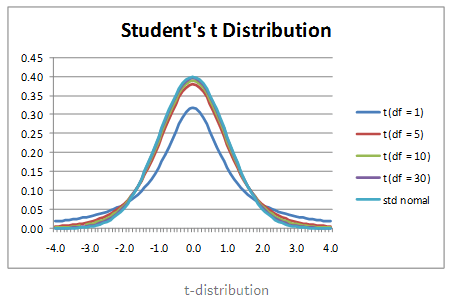 Student's t Distribution
0.45
0.40
0.35
0.30
0.25
0.20
0.15
0.10
0.05
0.00
-4.0 -3.0 -2.0 -1.0 0.0 1.0 2.0 3.0 4.0
t (df = 1)
t (df = 5)
t (df = 10)
t (df = 30)
std nomal
t-distribution